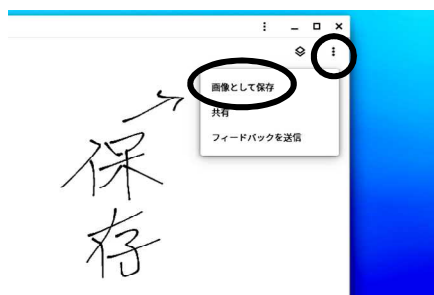 画像として保存
共有
フィードバックを送信
保
存